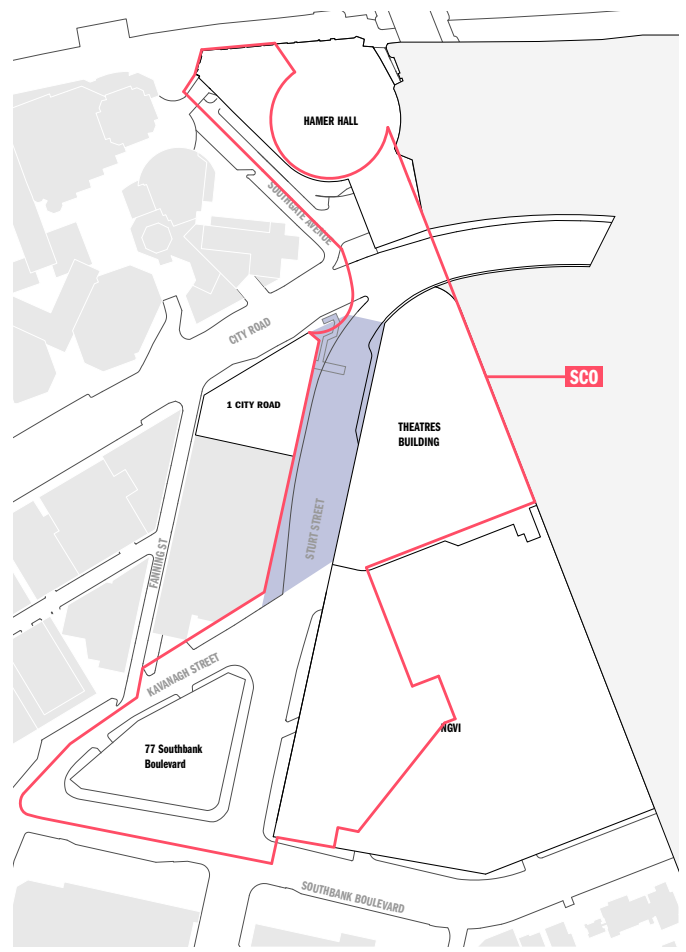 HAMER HALL
SOUTHGATE AVENUE
CITY ROAD
SCO
1 CITY ROAD
THEATRES
BUILDING
STURT STREET
FANNING ST
KAVANAGH STREET
NGVI
77 Southbank
Boulevard
SOUTHBANK BOULEVARD